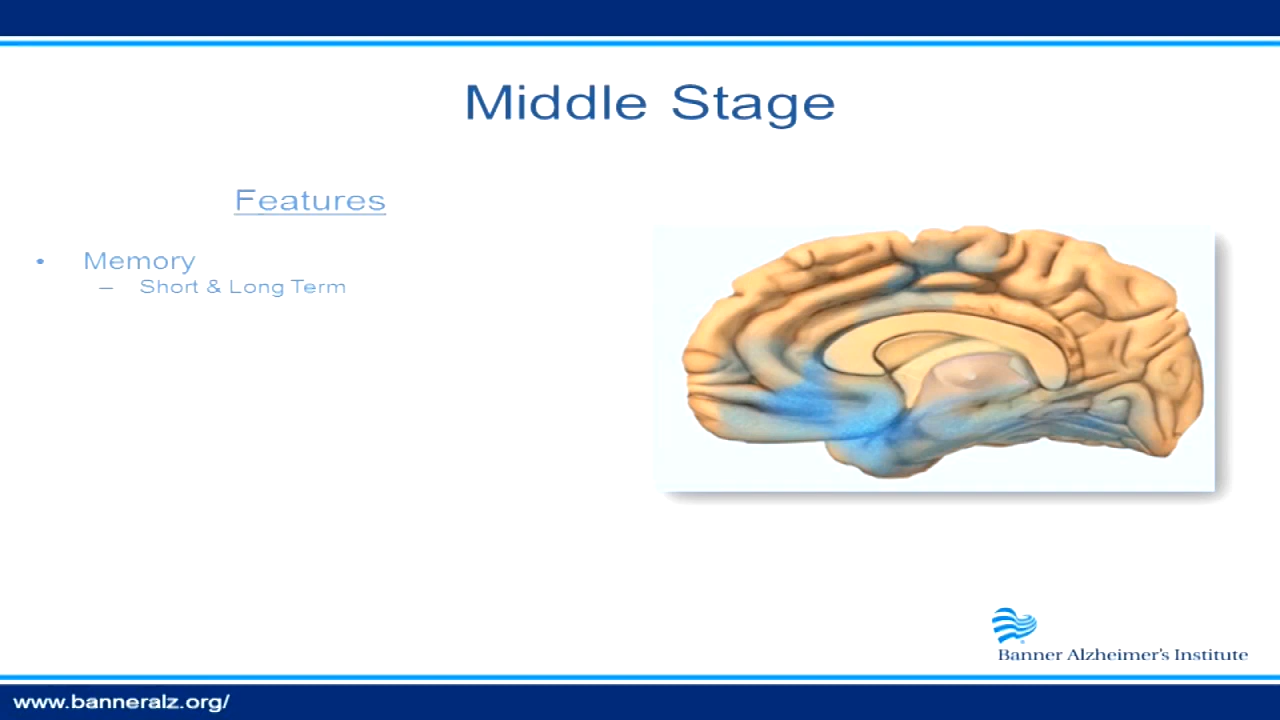 Middle Stage
Features
• Memory
– Short & Long Term
Banner Alzheimer's Institute
www.banneralz.org/